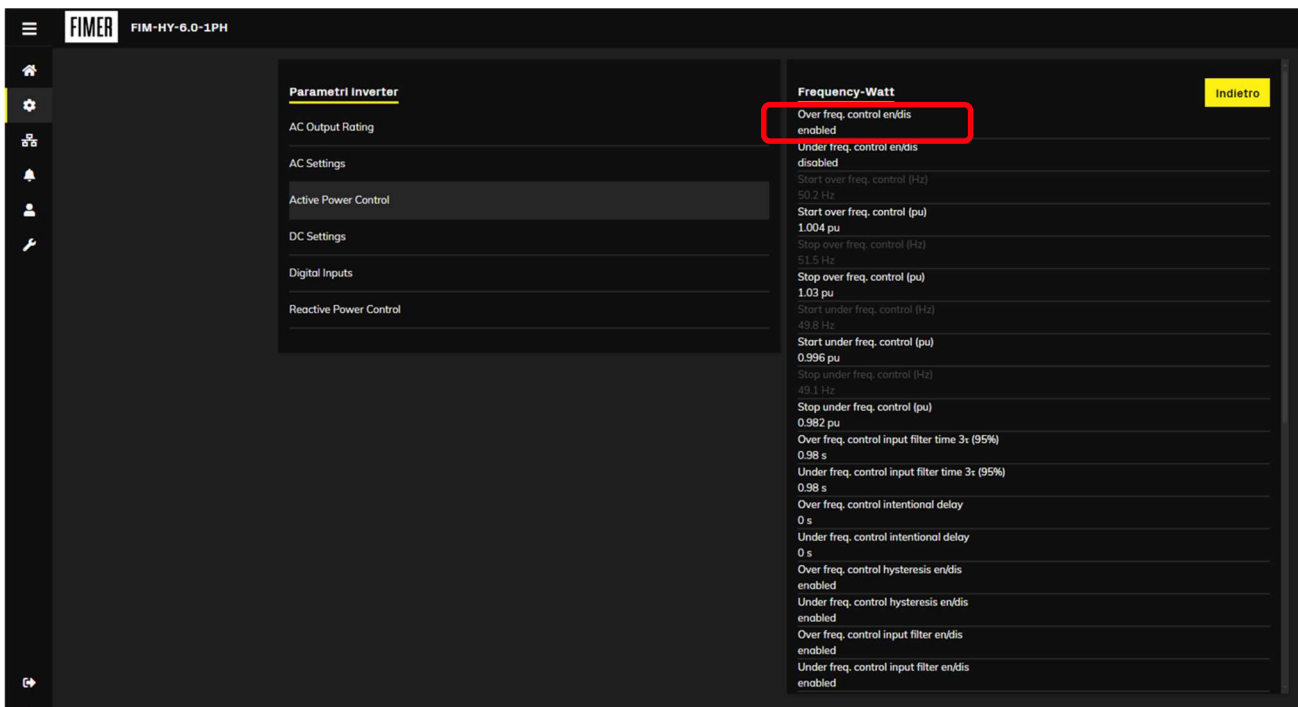 FIMER FIM-HY-6.0-1PH
Parametri inverter
AC Output Rating
AC Settings
Active Power Control
DC Settings
Digital Inputs
Reactive Power Control
Frequency-Watt
Indietro
Over freq. control en/dis
enabled
Under freq. control en/dis
disabled
Start over freq. control (Hz)
50.2 Hz
Start over freq. control (pu)
1.004 pu
Stop over freq. control (Hz)
51.5 Hz
Stop over freq. control (pu)
1.03 pu
Start under freq. control (Hz)
49.8 Hz
Start under freq. control (pu)
0.996 pu
Stop under freq. control (Hz)
49.1 Hz
Stop under freq. control (pu)
0.982 pu
Over freq. control input filter time 3τ (95%)
0.98 s
Under freq. control input filter time 3τ (95%)
0.98 s
Over freq. control intentional delay
0 s
Under freq. control intentional delay
0 s
Over freq. control hysteresis en/dis
enabled
Under freq. control hysteresis en/dis
enabled
Over freq. control input filter en/dis
enabled
Under freq. control input filter en/dis
enabled